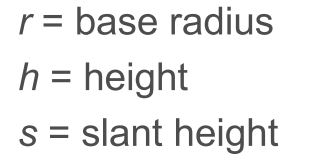 r = base radius
h = height
s = slant height